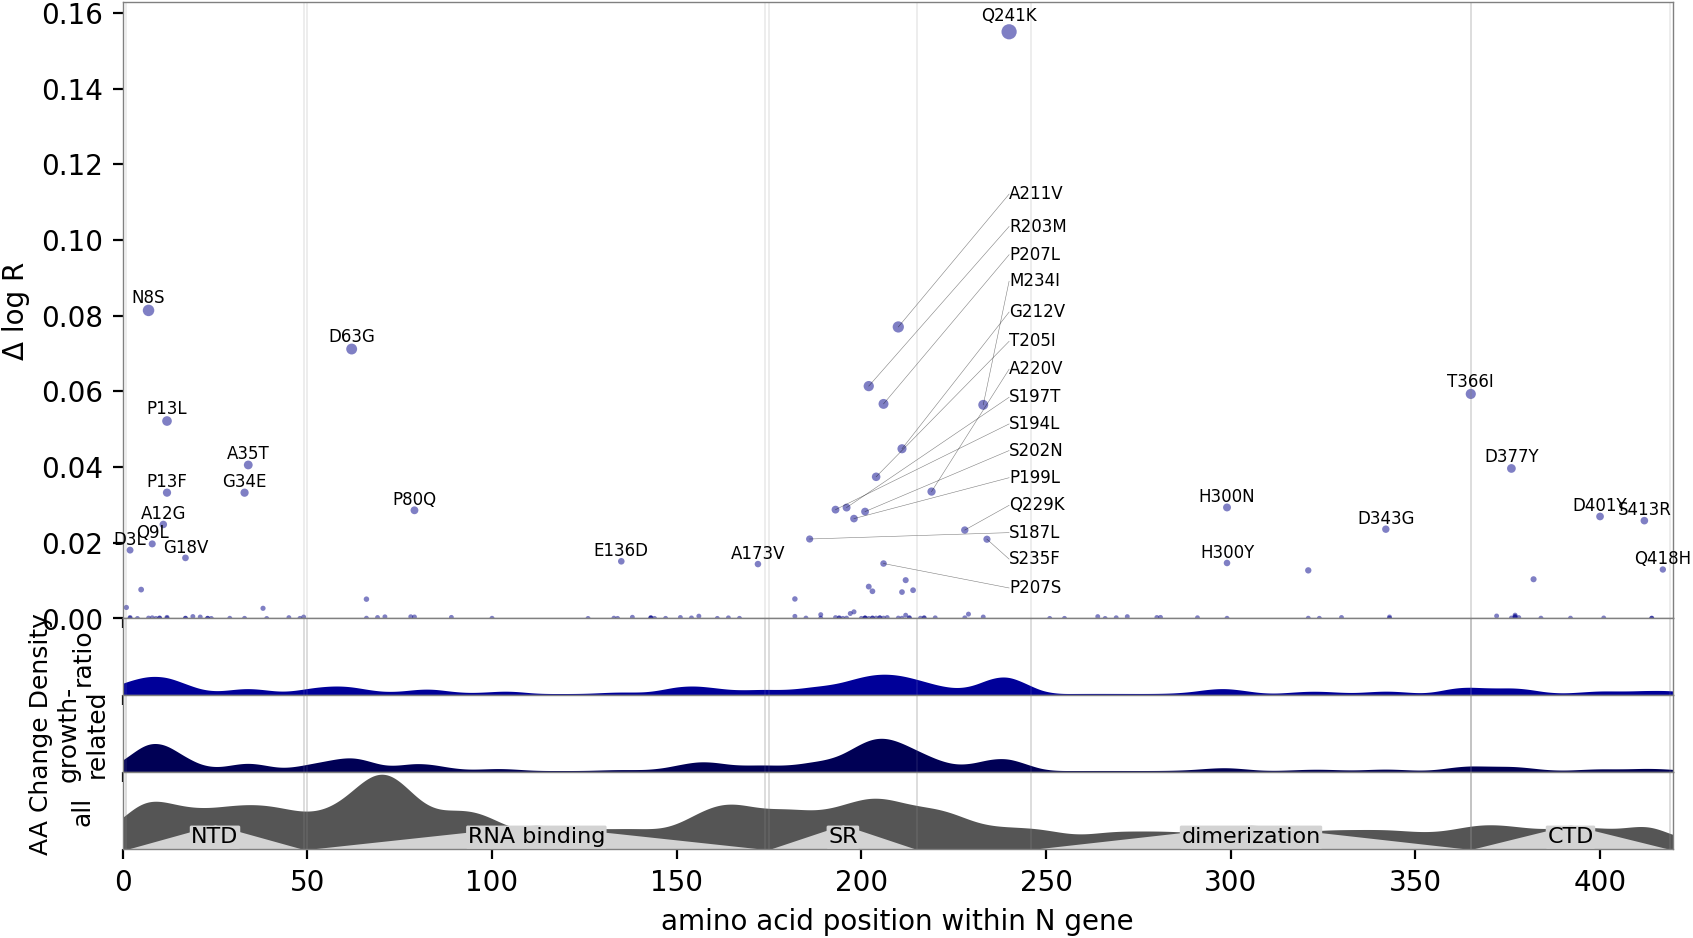 0.16
0.14
0.12
0.10
0.08
0.06
0.04
0.02
0.00
Δ log R
Q241K
A211V
R203M
P207L
M234I
G212V
T205I
A220V
S197T
S194L
S202N
P199L
Q229K
S187L
S235F
P207S
N8S
D63G
P13L
A35T
P13F
G34E
A12G
Q9L
D3L
G18V
P80Q
E136D
A173V
T366I
D377Y
H300N
H300Y
D343G
D401Y
S413R
Q418H
AA Change Density
ratio
growth-
related
all
NTD
RNA binding
SR
dimerization
CTD
0 50 100 150 200 250 300 350 400
amino acid position within N gene